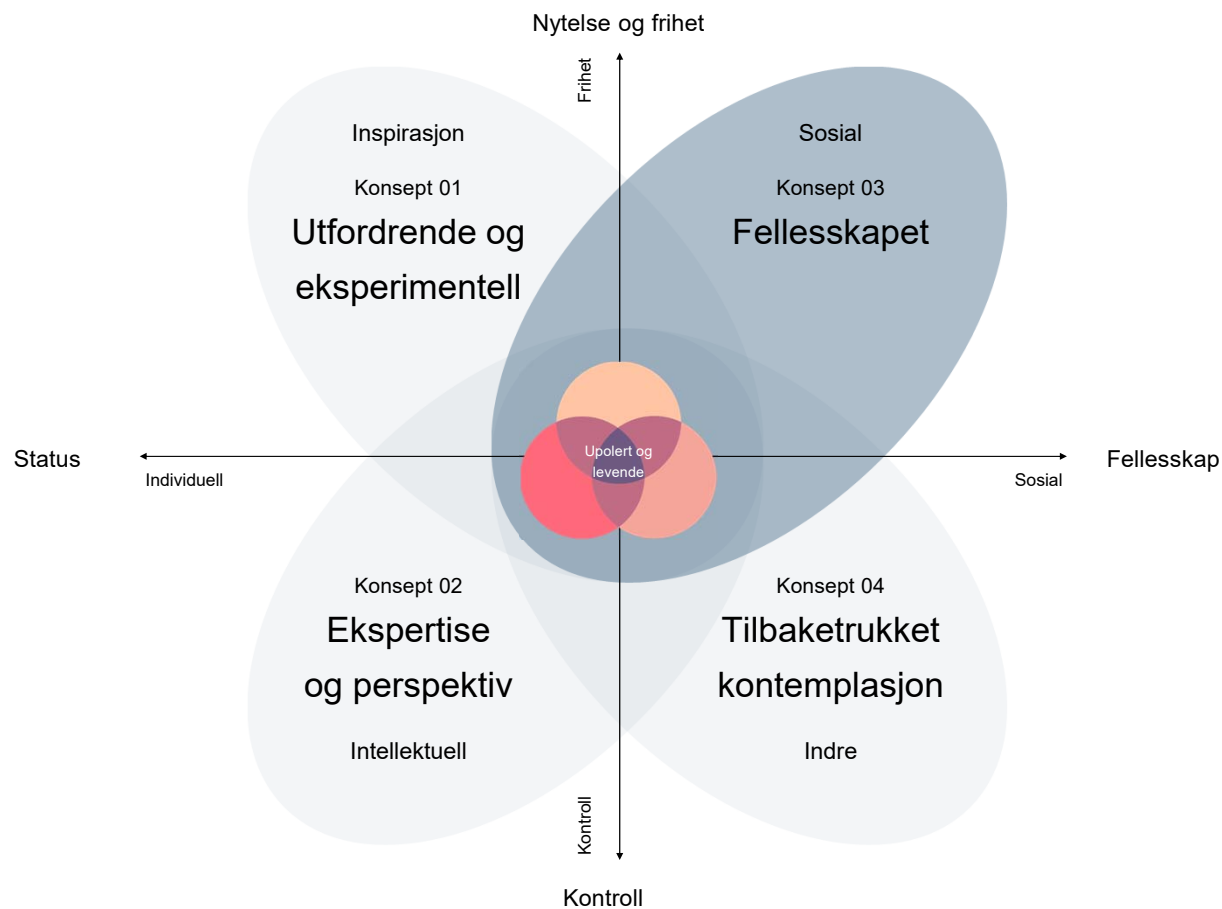 Nytelse og frihet
Frihet
Inspirasjon
Konsept 01
Utfordrende og
eksperimentell
Sosial
Konsept 03
Fellesskapet
Status
Individuell
Upolert og
levende
Sosial
Fellesskap
Konsept 02
Ekspertise
og perspektiv
Intellektuell
Konsept 04
Tilbaketrukket
kontemplasjon
Indre
Kontroll
Kontroll